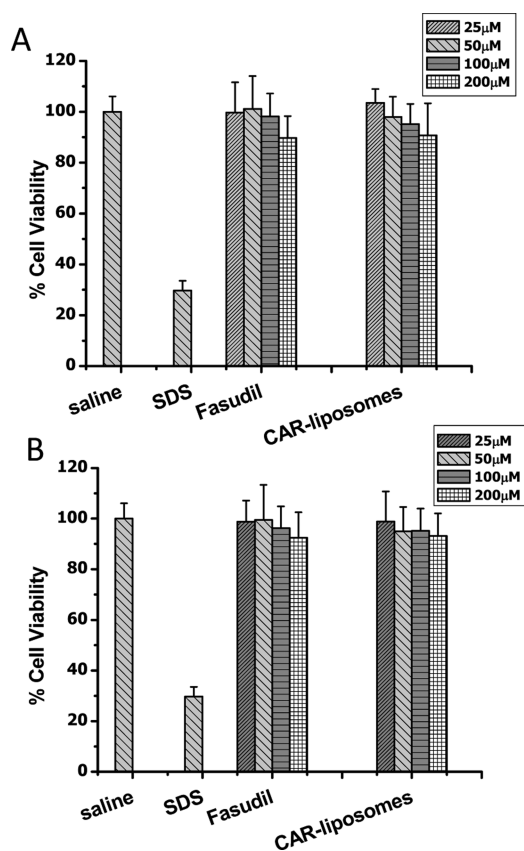 A
25μM
50μM
100μM
200μM
120
100
80
60
40
20
0
% Cell Viability
saline
SDS
Fasudil
CAR-liposomes
B
25μM
50μM
100μM
200μM
120
100
80
60
40
20
0
% Cell Viability
saline
SDS
Fasudil
CAR-liposomes